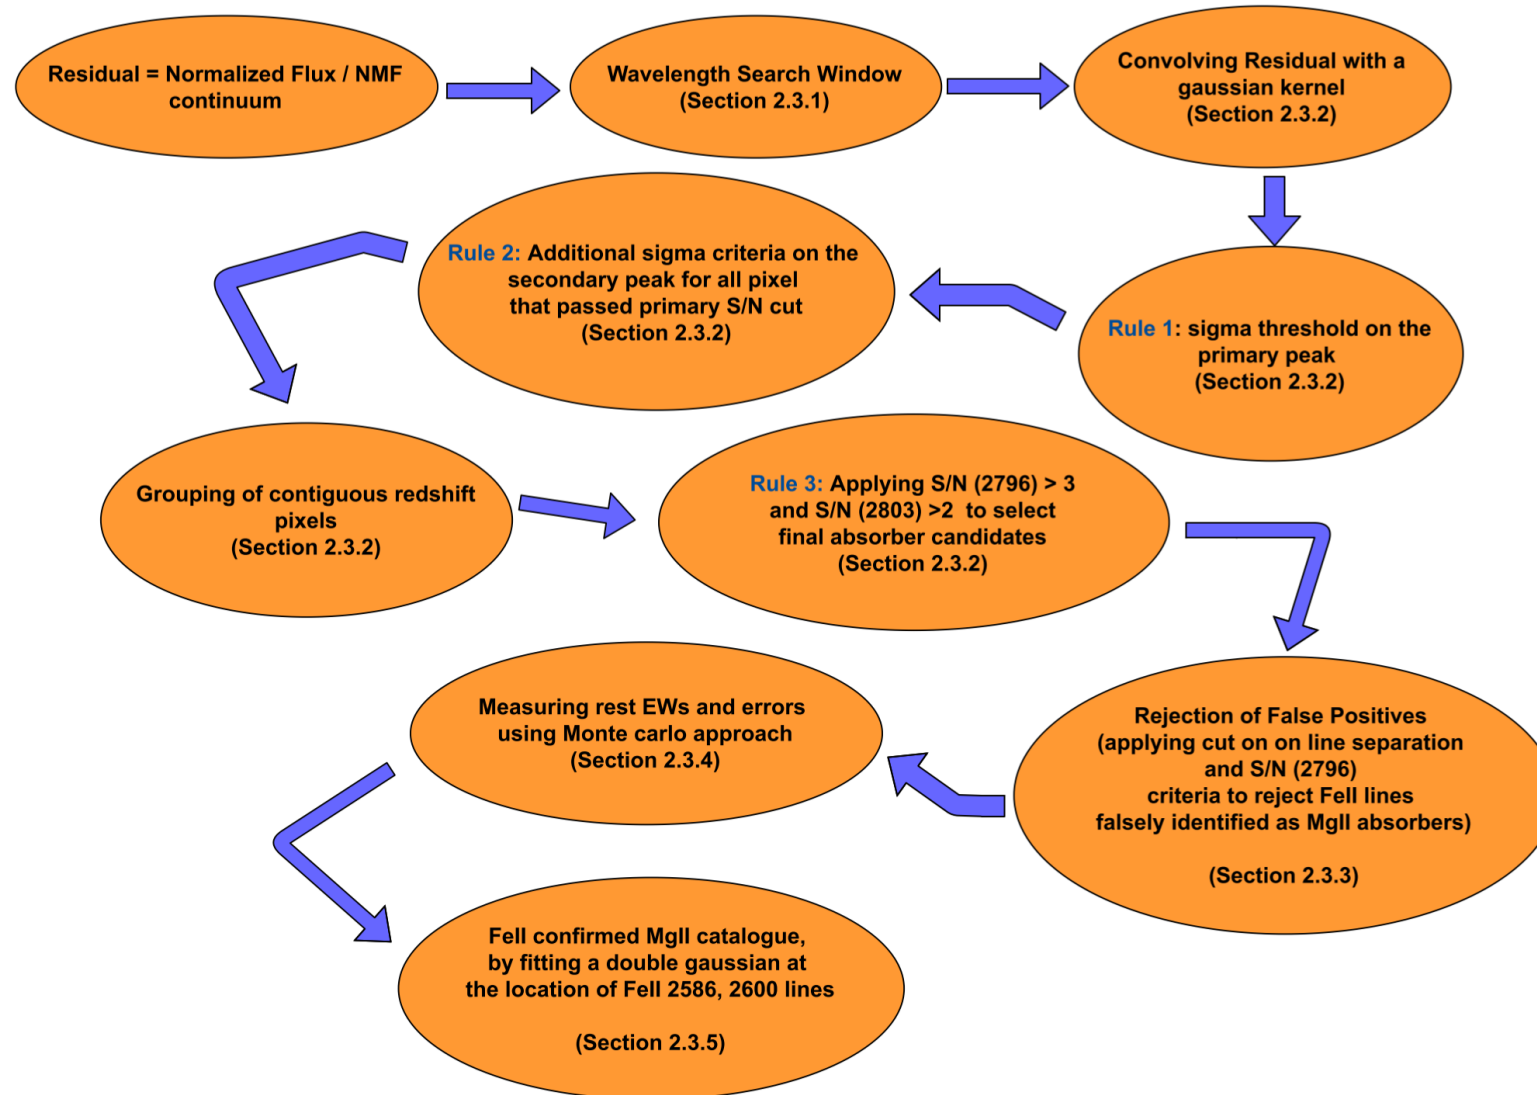 Residual = Normalized Flux / NMF
continuum
Wavelength Search Window
(Section 2.3.1)
Convolving Residual with a
gaussian kernel
(Section 2.3.2)
Rule 1: sigma threshold on the
primary peak
(Section 2.3.2)
Rule 2: Additional sigma criteria on the
secondary peak for all pixel
that passed primary S/N cut
(Section 2.3.2)
Grouping of contiguous redshift
pixels
(Section 2.3.2)
Rule 3: Applying S/N (2796) > 3
and S/N (2803) >2 to select
final absorber candidates
(Section 2.3.2)
Rejection of False Positives
(applying cut on on line separation
and S/N (2796)
criteria to reject FeII lines
falsely identified as MgII absorbers)
(Section 2.3.3)
Measuring rest EWs and errors
using Monte carlo approach
(Section 2.3.4)
FeII confirmed MgII catalogue,
by fitting a double gaussian at
the location of FeII 2586, 2600 lines
(Section 2.3.5)